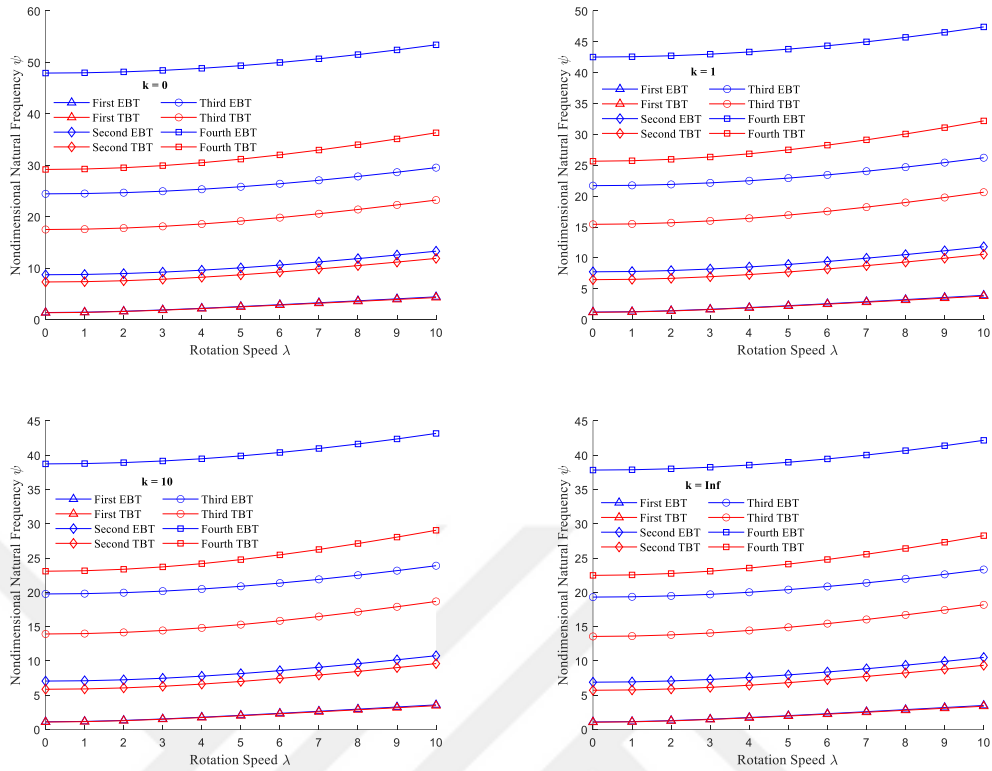 60
50
40
30
20
10
0
Nondimensional Natural Frequency ψ
k = 0
First EBT
First TBT
Second EBT
Second TBT
Third EBT
Third TBT
Fourth EBT
Fourth TBT
0 1 2 3 4 5 6 7 8 9 10
Rotation Speed λ
50
45
40
35
30
25
20
15
10
5
0
Nondimensional Natural Frequency ψ
k = 1
First EBT
First TBT
Second EBT
Second TBT
Third EBT
Third TBT
Fourth EBT
Fourth TBT
0 1 2 3 4 5 6 7 8 9 10
Rotation Speed λ
45
40
35
30
25
20
15
10
5
0
Nondimensional Natural Frequency ψ
k = 10
First EBT
First TBT
Second EBT
Second TBT
Third EBT
Third TBT
Fourth EBT
Fourth TBT
0 1 2 3 4 5 6 7 8 9 10
Rotation Speed λ
45
40
35
30
25
20
15
10
5
0
Nondimensional Natural Frequency ψ
k = Inf
First EBT
First TBT
Second EBT
Second TBT
Third EBT
Third TBT
Fourth EBT
Fourth TBT
0 1 2 3 4 5 6 7 8 9 10
Rotation Speed λ